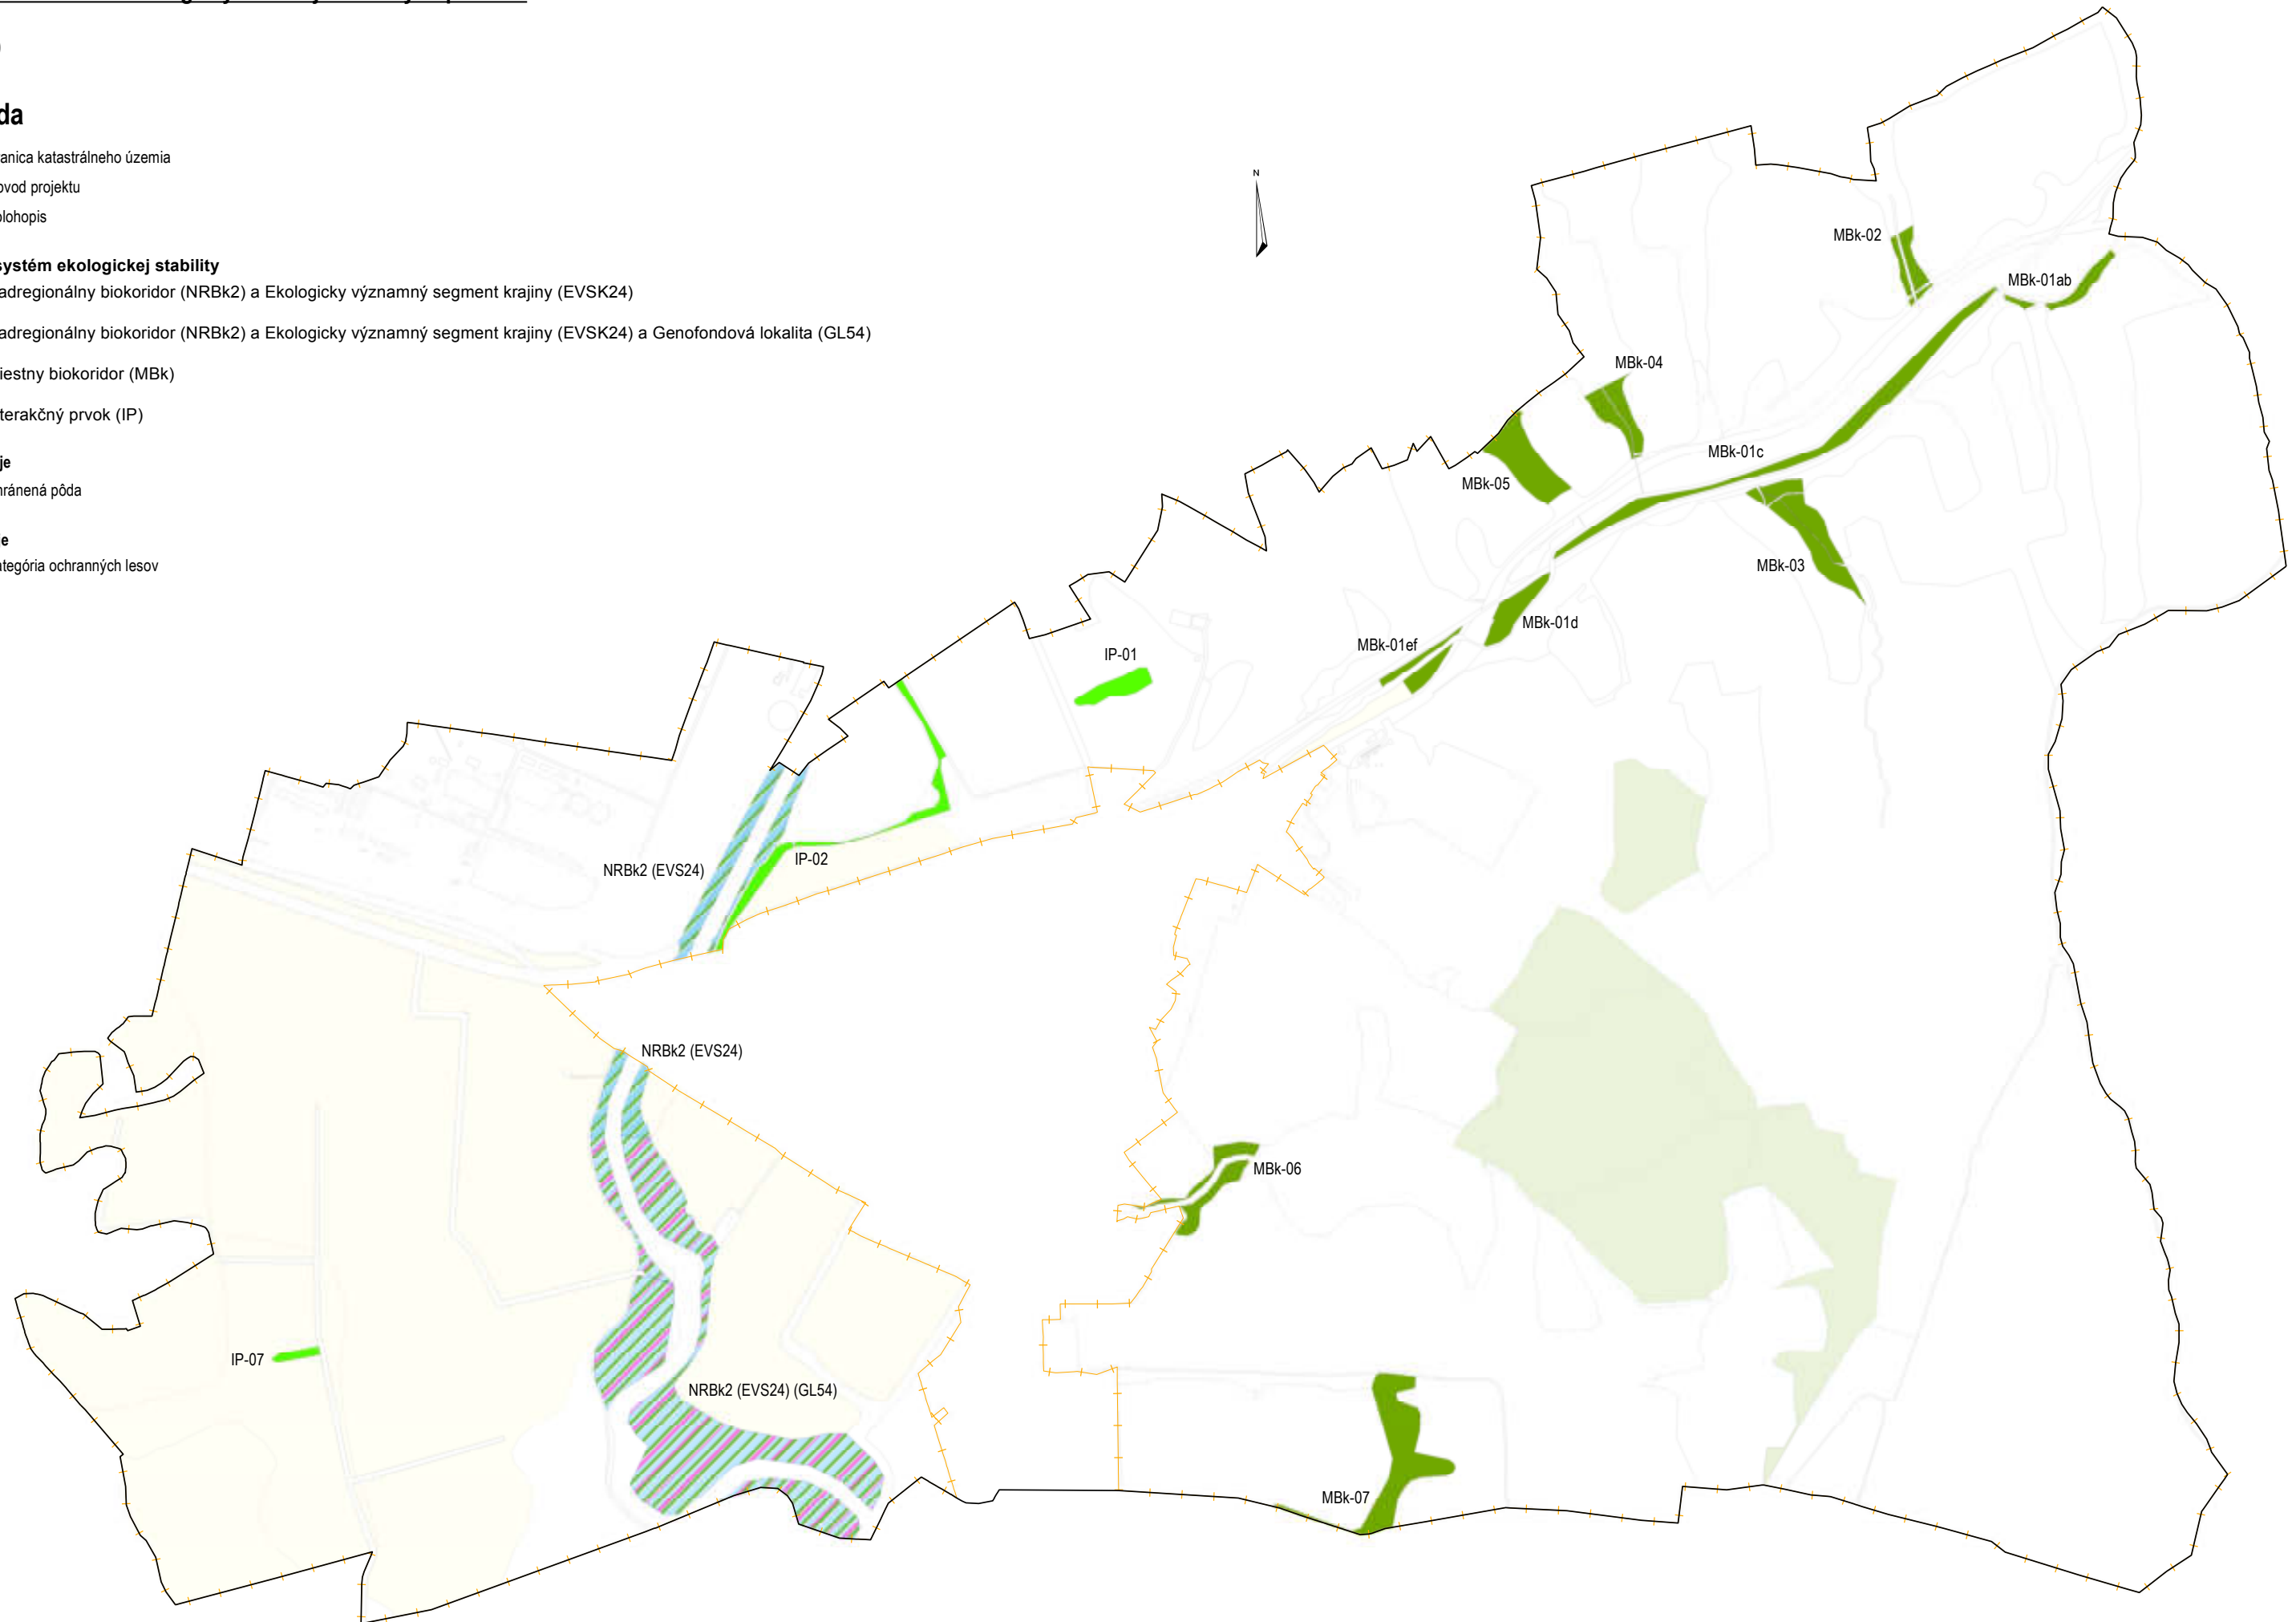 da
anica katastrálneho územia
ovod projektu
olohopis
systém ekologickej stability
adregionálny biokoridor (NRBk2) a Ekologicky významný segment krajiny (EVSK24)
adregionálny biokoridor (NRBk2) a Ekologicky významný segment krajiny (EVSK24) a Genofondová lokalita (GL54)
iestny biokoridor (MBk)
terakčný prvok (IP)
je
hránená pôda
je
ategória ochranných lesov
N
MBk-02
MBk-01ab
MBk-04
MBk-01c
MBk-05
MBk-03
MBk-01d
MBk-01ef
IP-01
IP-02
NRBk2 (EVS24)
NRBk2 (EVS24)
MBk-06
IP-07
NRBk2 (EVS24) (GL54)
MBk-07